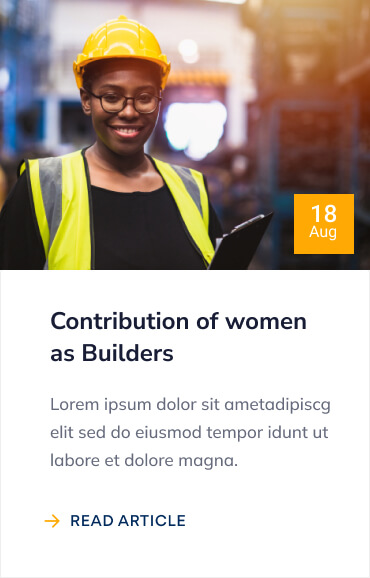 18
Aug
Contribution of women
as Builders
Lorem ipsum dolor sit ametadipiscg
elit sed do eiusmod tempor idunt ut
labore et dolore magna.
READ ARTICLE